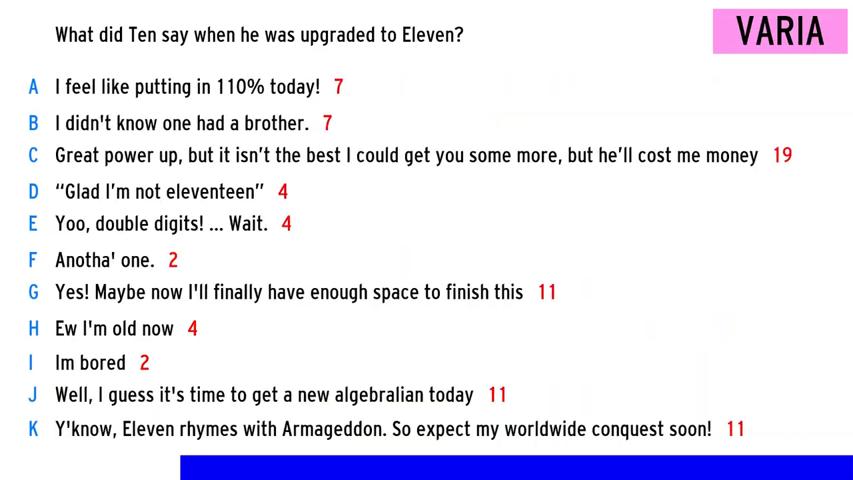 What did Ten say when he was upgraded to Eleven?
VARIA
A I feel like putting in 110% today! 7
B I didn't know one had a brother. 7
C Great power up, but it isn’t the best I could get you some more, but he’ll cost me money 19
D “Glad I’m not eleventeen” 4
E Yoo, double digits! ... Wait. 4
F Anotha' one. 2
G Yes! Maybe now I'll finally have enough space to finish this 11
H Ew I'm old now 4
I Im bored 2
J Well, I guess it's time to get a new algebralian today 11
K Y'know, Eleven rhymes with Armageddon. So expect my worldwide conquest soon! 11